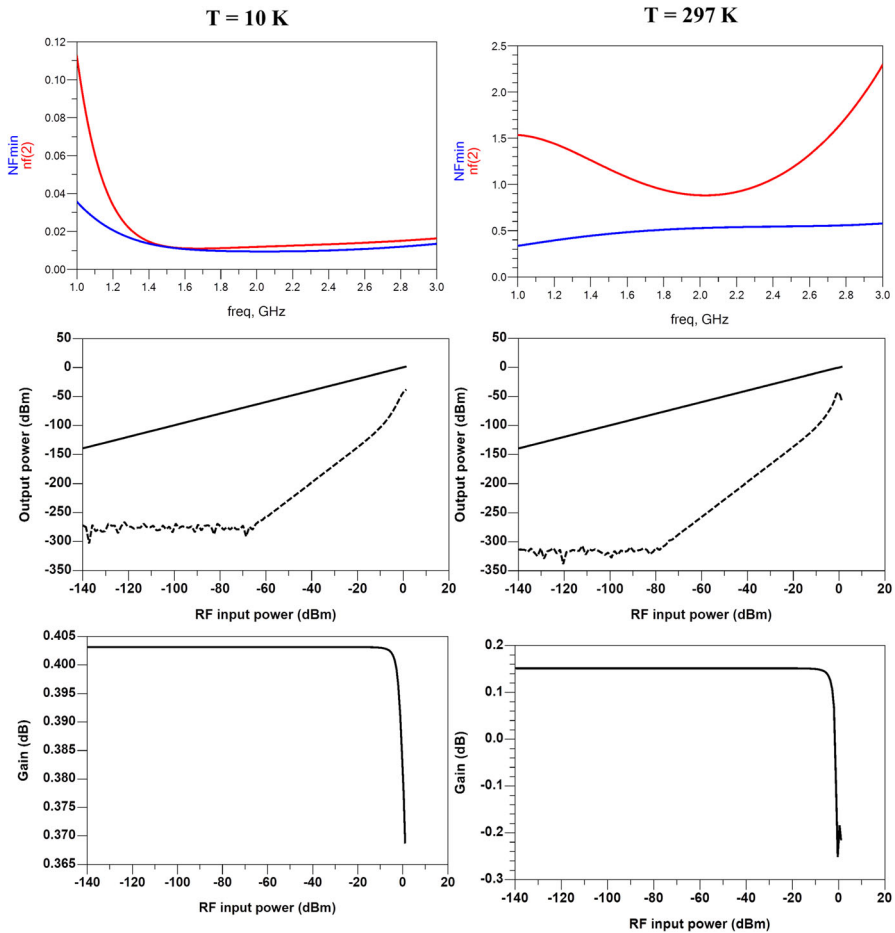 T = 10 K
T = 297 K
0.12
0.10
0.08
0.06
0.04
0.02
0.00
NFmin
nf(2)
1.0 1.2 1.4 1.6 1.8 2.0 2.2 2.4 2.6 2.8 3.0
freq, GHz
2.5
2.0
1.5
1.0
0.5
0.0
NFmin
nf(2)
1.0 1.2 1.4 1.6 1.8 2.0 2.2 2.4 2.6 2.8 3.0
freq, GHz
50
0
-50
-100
-150
-200
-250
-300
-350
Output power (dBm)
-140 -120 -100 -80 -60 -40 -20 0 20
RF input power (dBm)
50
0
-50
-100
-150
-200
-250
-300
-350
Output power (dBm)
-140 -120 -100 -80 -60 -40 -20 0 20
RF input power (dBm)
0.405
0.400
0.395
0.390
0.385
0.380
0.375
0.370
0.365
Gain (dB)
-140 -120 -100 -80 -60 -40 -20 0 20
RF input power (dBm)
0.2
0.1
0.0
-0.1
-0.2
-0.3
Gain (dB)
-140 -120 -100 -80 -60 -40 -20 0 20
RF input power (dBm)